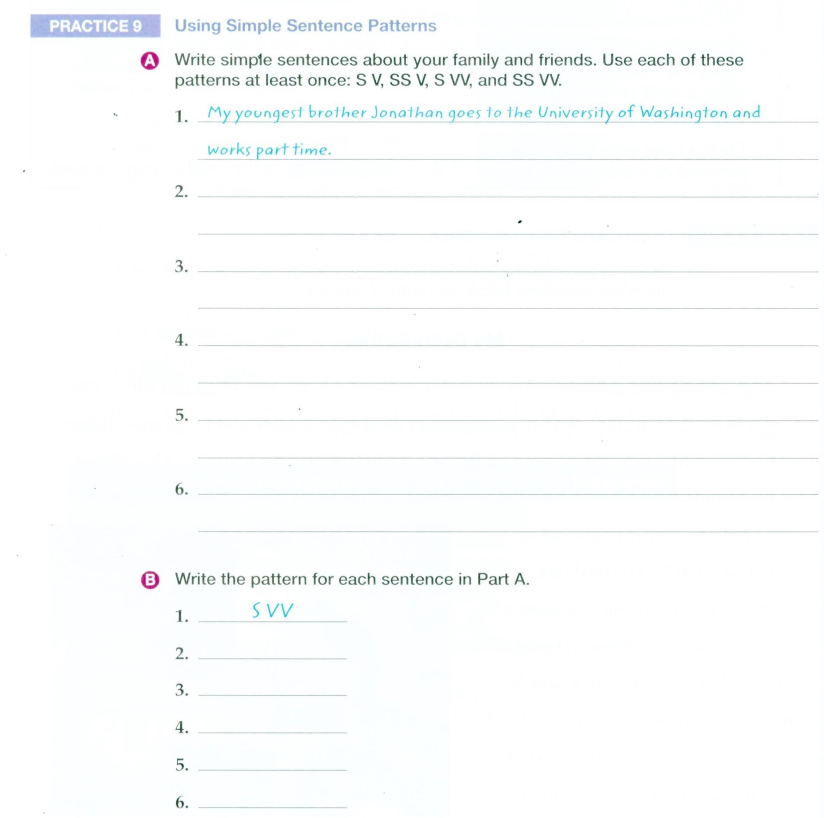 PRACTICE 9 Using Simple Sentence Patterns
A Write simple sentences about your family and friends. Use each of these
patterns at least once: S V, SS V, S VV, and SS VV.
1. My youngest brother Jonathan goes to the University of Washington and
works part time.
2.
3.
4.
5.
6.
B Write the pattern for each sentence in Part A.
1. S VV
2.
3.
4.
5.
6.